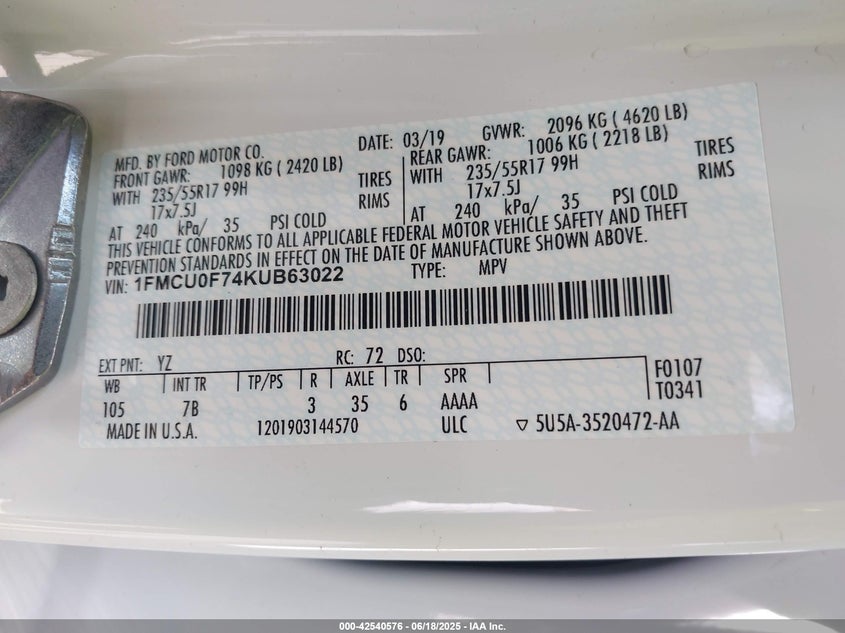 MFD. BY FORD MOTOR CO. DATE: 03/19 GVWR: 2096 KG ( 4620 LB)
FRONT GAWR: 1098 KG ( 2420 LB) REAR GAWR: 1006 KG ( 2218 LB)
WITH 235/55R17 99H TIRES WITH 235/55R17 99H TIRES
17x7.5J RIMS 17x7.5J RIMS
AT 240 kPa/ 35 PSI COLD AT 240 kPa/ 35 PSI COLD
THIS VEHICLE CONFORMS TO ALL APPLICABLE FEDERAL MOTOR VEHICLE SAFETY AND THEFT
PREVENTION STANDARDS IN EFFECT ON THE DATE OF MANUFACTURE SHOWN ABOVE.
VIN: 1FMCU0F74KUB63022 TYPE: MPV
EXT PNT: YZ RC: 72 DSO:
WB INT TR TP/PS R AXLE TR SPR F0107
105 7B 3 35 6 AAAA T0341
MADE IN U.S.A. 1201903144570 ULC ▽ 5U5A-3520472-AA
000-42540576 / 06/18/2025 - IAA Inc.